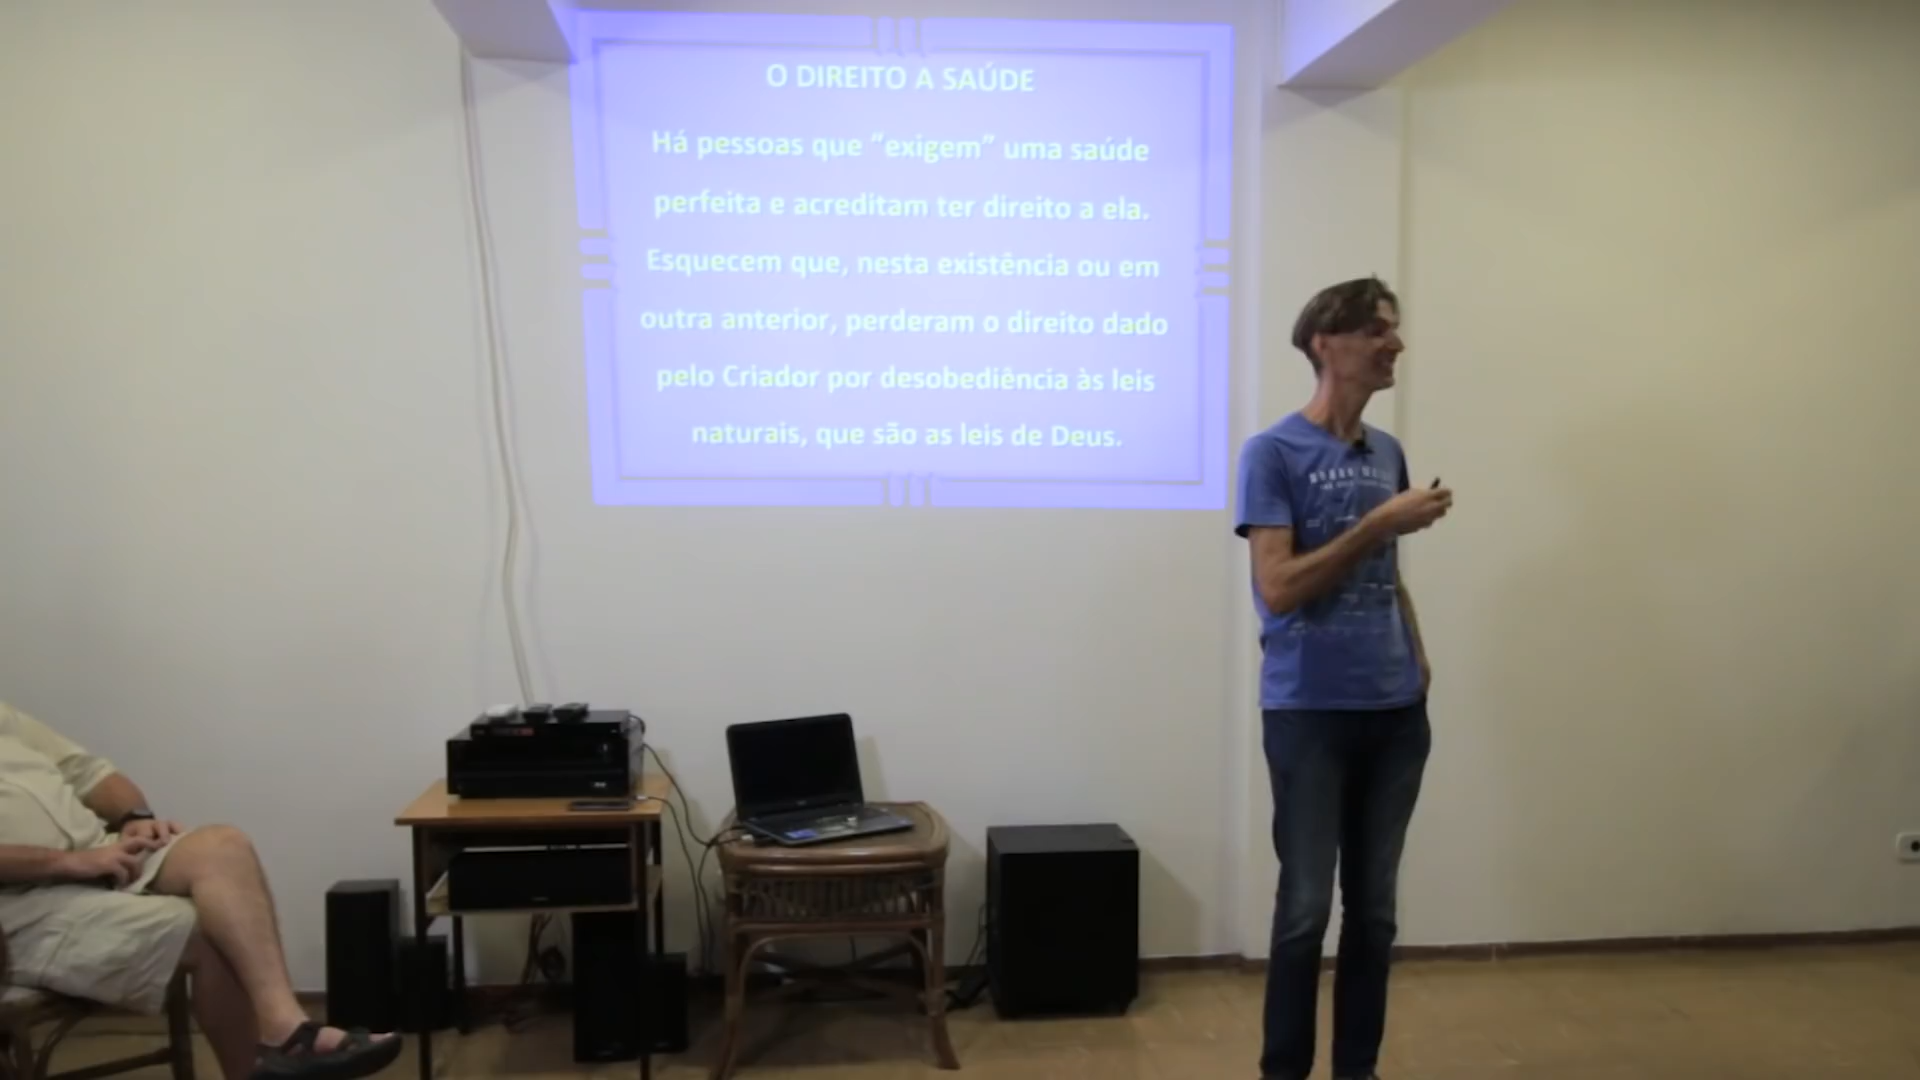 O DIREITO A SAÚDE
Há pessoas que “exigem” uma saúde
perfeita e acreditam ter direito a ela.
Esquecem que, nesta existência ou em
outra anterior, perderam o direito dado
pelo Criador por desobediência às leis
naturais, que são as leis de Deus.